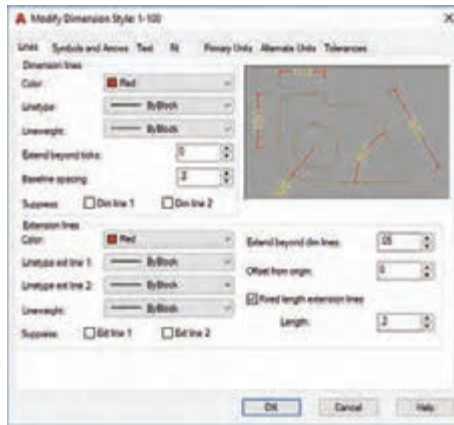 Modify Dimension Style: 1-100
Lines Symbols and Arrows Text Fit Primary Units Alternate Units Tolerances
Dimension lines
Color: Red
Linetype: ByBlock
Lineweight: ByBlock
Extend beyond ticks: 0
Baseline spacing:
Suppress: Dim line 1 Dim line 2
Extension lines
Color: Red
Linetype ext line 1: ByBlock
Linetype ext line 2: ByBlock
Lineweight: ByBlock
Suppress: Ext line 1 Ext line 2
Extend beyond dim lines:
Offset from origin: 0
Fixed length extension lines
Length:
OK Cancel Help